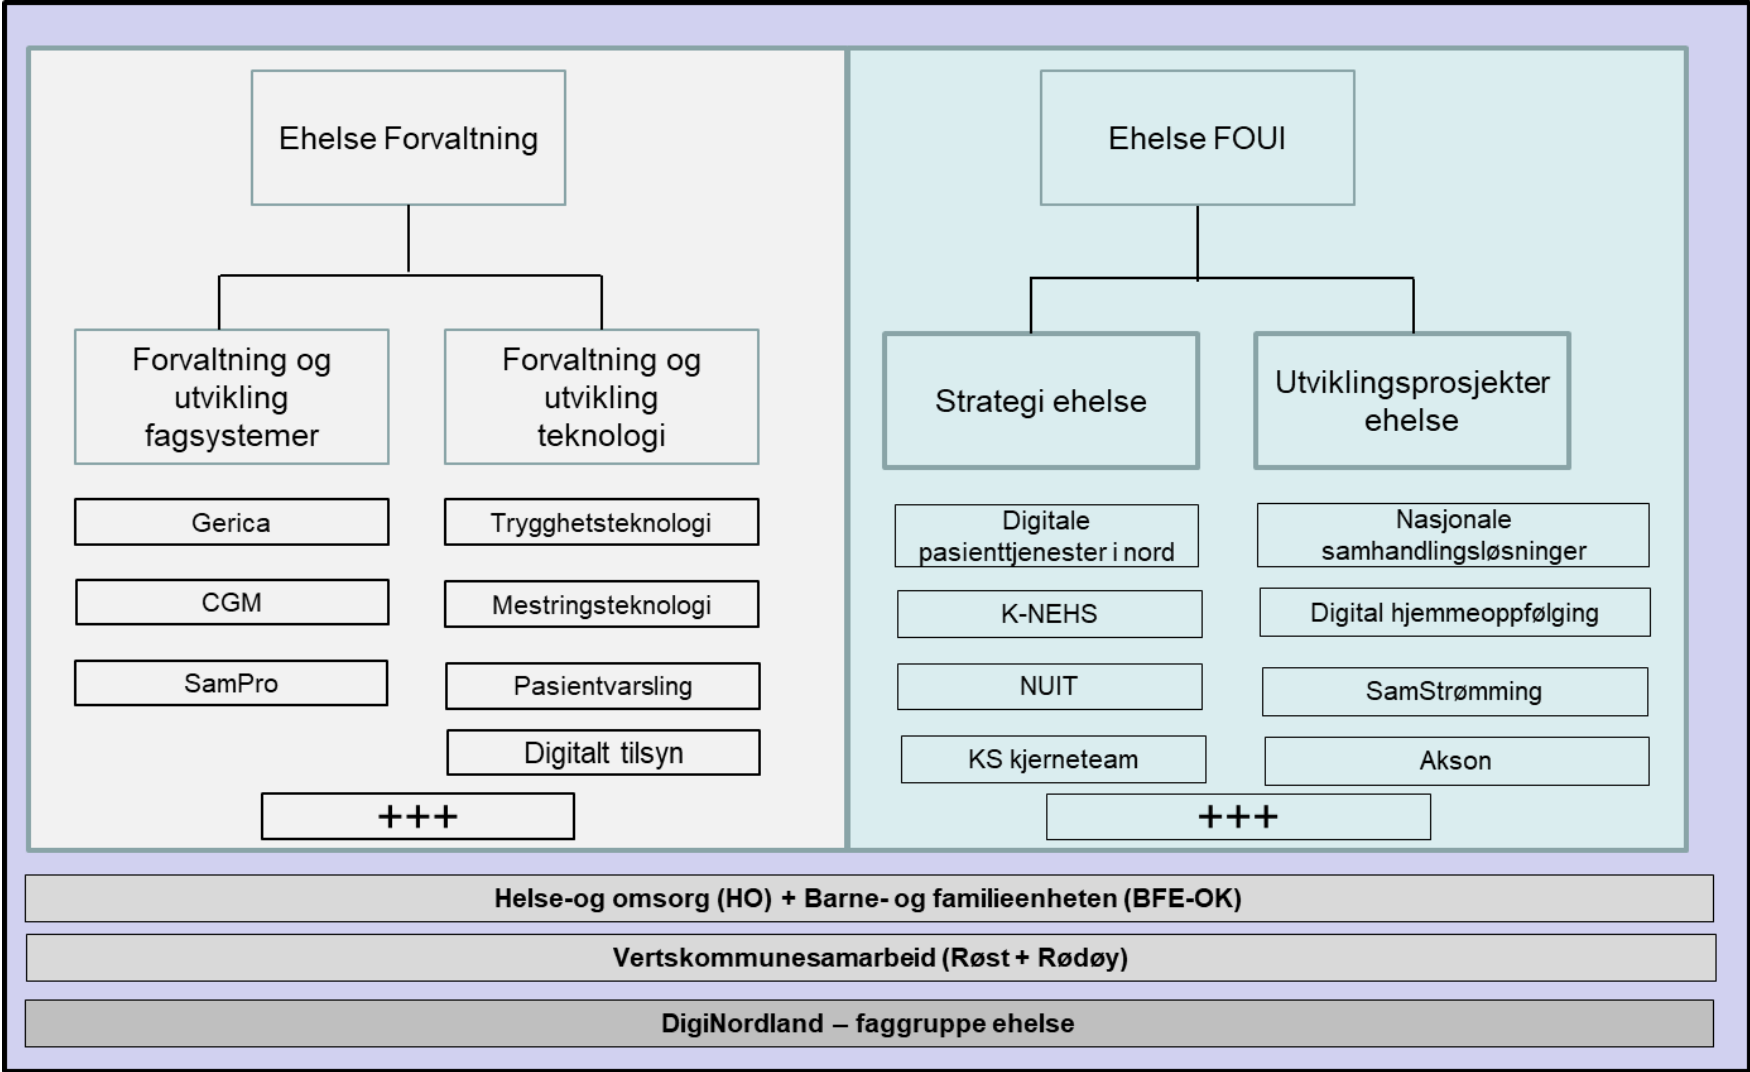 Ehelse Forvaltning
Forvaltning og
utvikling
fagsystemer
Gerica
CGM
SamPro
Forvaltning og
utvikling
teknologi
Trygghetsteknologi
Mestringsteknologi
Pasientvarsling
Digitalt tilsyn
+++
Ehelse FOUI
Strategi ehelse
Digitale
pasienttjenester i nord
K-NEHS
NUIT
KS kjerneteam
Utviklingsprosjekter
ehelse
Nasjonale
samhandlingsløsninger
Digital hjemmeoppfølging
SamStrømming
Akson
+++
Helse-og omsorg (HO) + Barne- og familieenheten (BFE-OK)
Vertskommunesamarbeid (Røst + Rødøy)
DigiNordland – faggruppe ehelse